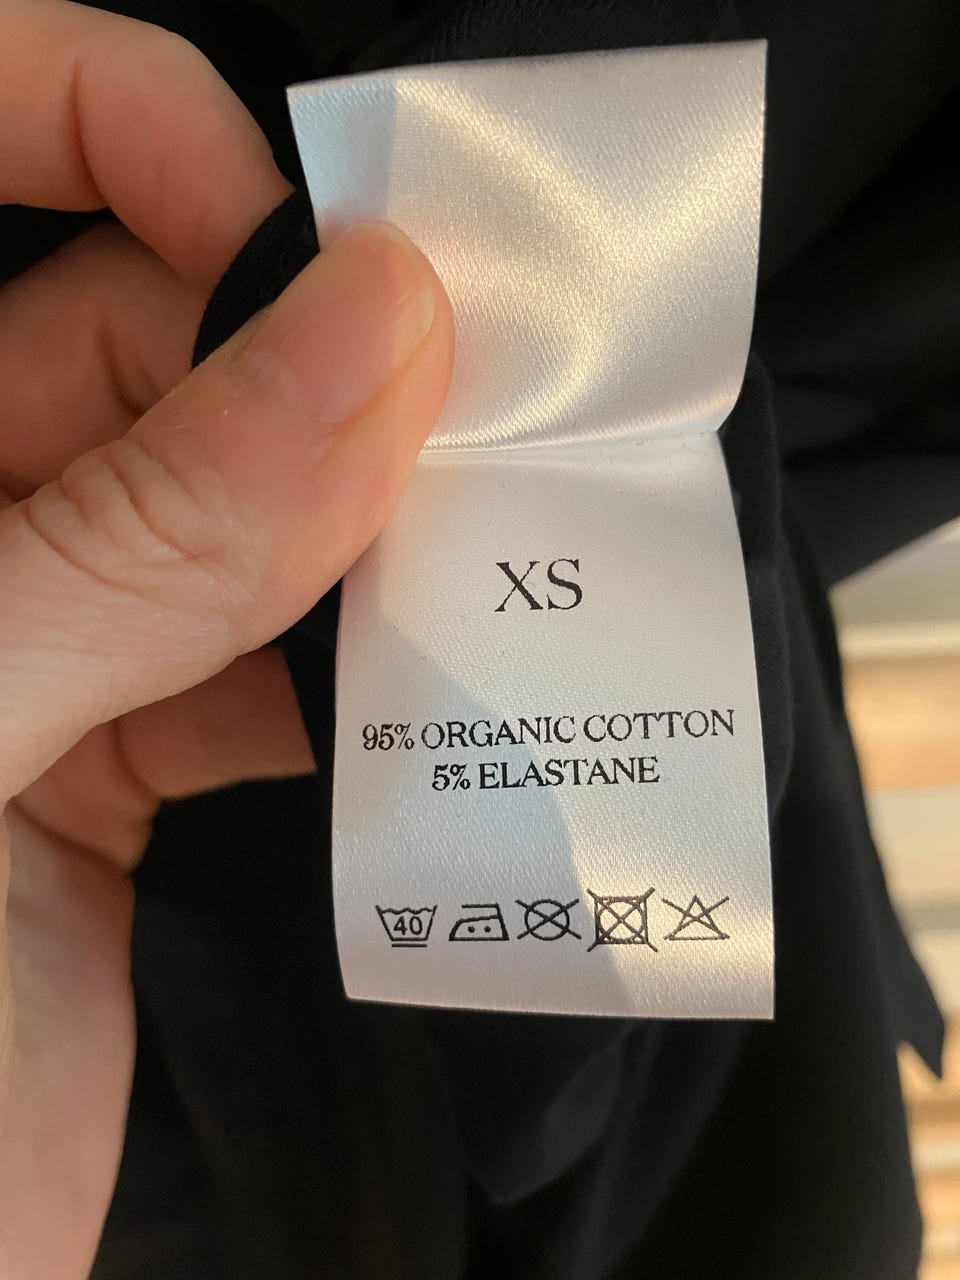 XS
95% ORGANIC COTTON
5% ELASTANE
40